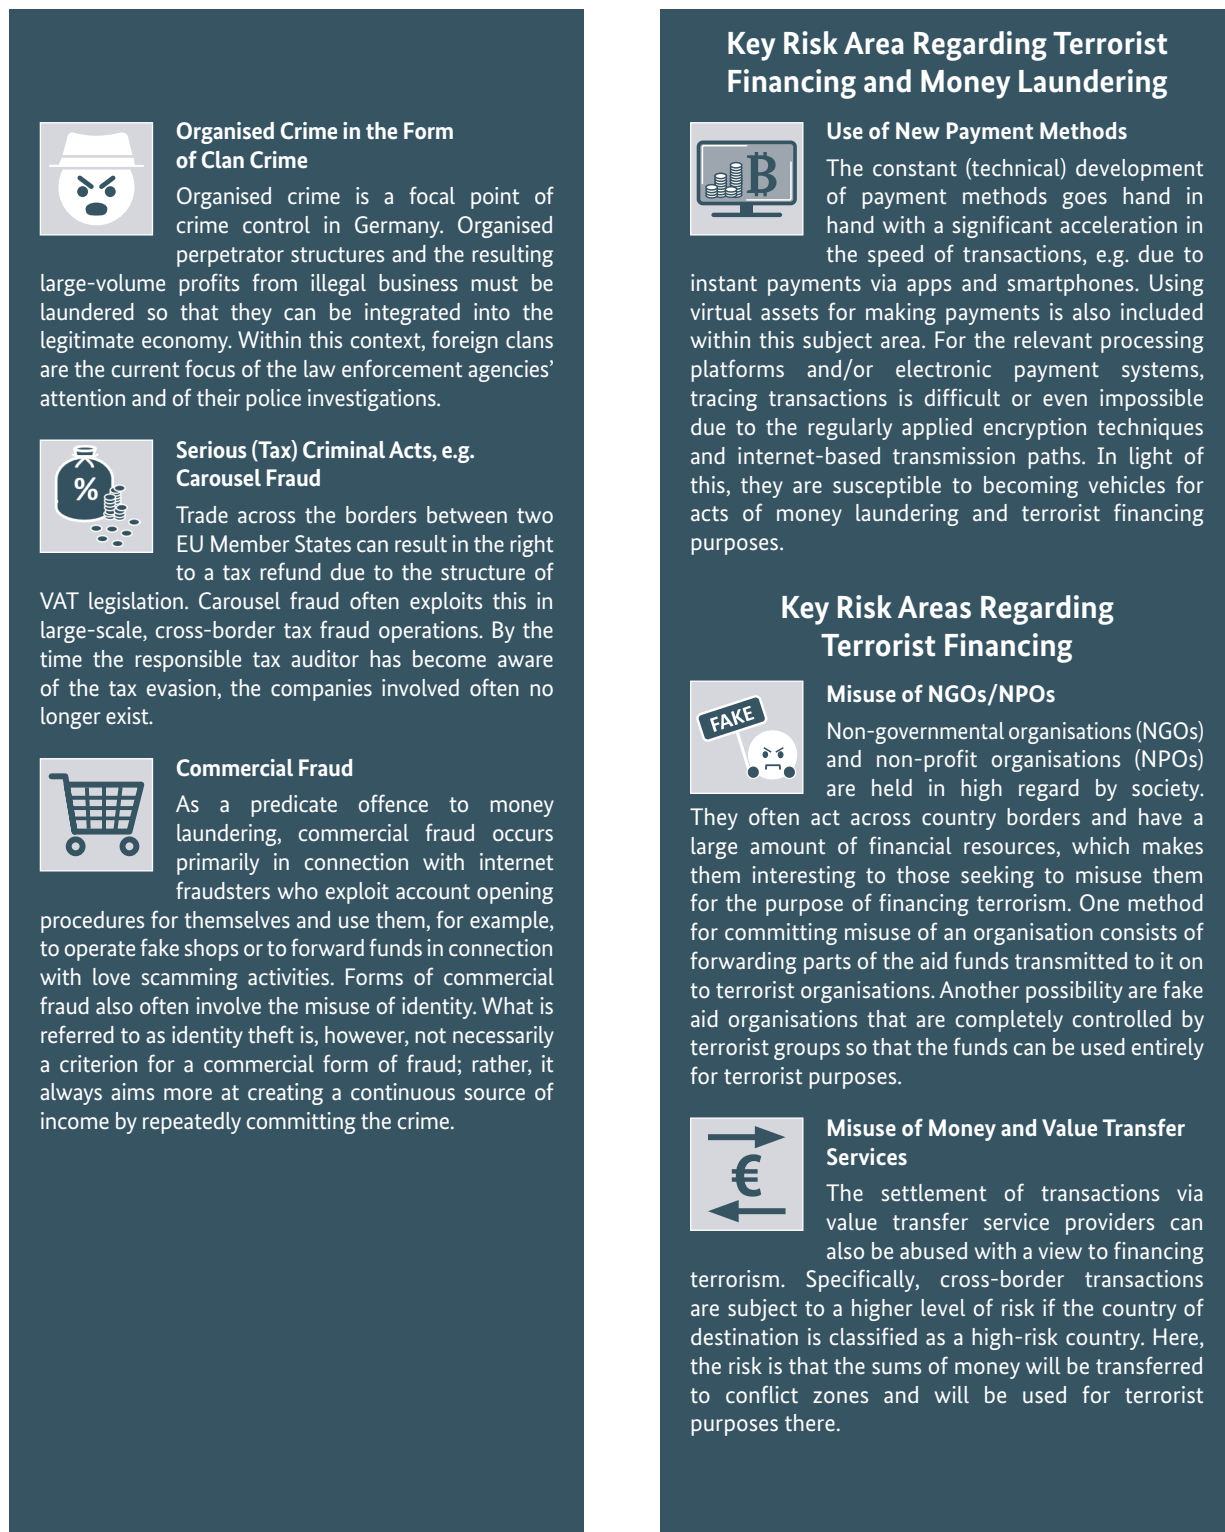 Organised Crime in the Form
of Clan Crime
Organised crime is a focal point of
crime control in Germany. Organised
perpetrator structures and the resulting
large-volume profits from illegal business must be
laundered so that they can be integrated into the
legitimate economy. Within this context, foreign clans
are the current focus of the law enforcement agencies’
attention and of their police investigations.
%
Serious (Tax) Criminal Acts, e.g.
Carousel Fraud
Trade across the borders between two
EU Member States can result in the right
to a tax refund due to the structure of
VAT legislation. Carousel fraud often exploits this in
large-scale, cross-border tax fraud operations. By the
time the responsible tax auditor has become aware
of the tax evasion, the companies involved often no
longer exist.
Commercial Fraud
As a predicate offence to money
laundering, commercial fraud occurs
primarily in connection with internet
fraudsters who exploit account opening
procedures for themselves and use them, for example,
to operate fake shops or to forward funds in connection
with love scamming activities. Forms of commercial
fraud also often involve the misuse of identity. What is
referred to as identity theft is, however, not necessarily
a criterion for a commercial form of fraud; rather, it
always aims more at creating a continuous source of
income by repeatedly committing the crime.
Key Risk Area Regarding Terrorist
Financing and Money Laundering
Use of New Payment Methods
The constant (technical) development
of payment methods goes hand in
hand with a significant acceleration in
the speed of transactions, e.g. due to
instant payments via apps and smartphones. Using
virtual assets for making payments is also included
within this subject area. For the relevant processing
platforms and/or electronic payment systems,
tracing transactions is difficult or even impossible
due to the regularly applied encryption techniques
and internet-based transmission paths. In light of
this, they are susceptible to becoming vehicles for
acts of money laundering and terrorist financing
purposes.
Key Risk Areas Regarding
Terrorist Financing
FAKE
Misuse of NGOs/NPOs
Non-governmental organisations (NGOs)
and non-profit organisations (NPOs)
are held in high regard by society.
They often act across country borders and have a
large amount of financial resources, which makes
them interesting to those seeking to misuse them
for the purpose of financing terrorism. One method
for committing misuse of an organisation consists of
forwarding parts of the aid funds transmitted to it on
to terrorist organisations. Another possibility are fake
aid organisations that are completely controlled by
terrorist groups so that the funds can be used entirely
for terrorist purposes.
€
Misuse of Money and Value Transfer
Services
The settlement of transactions via
value transfer service providers can
also be abused with a view to financing
terrorism. Specifically, cross-border transactions
are subject to a higher level of risk if the country of
destination is classified as a high-risk country. Here,
the risk is that the sums of money will be transferred
to conflict zones and will be used for terrorist
purposes there.